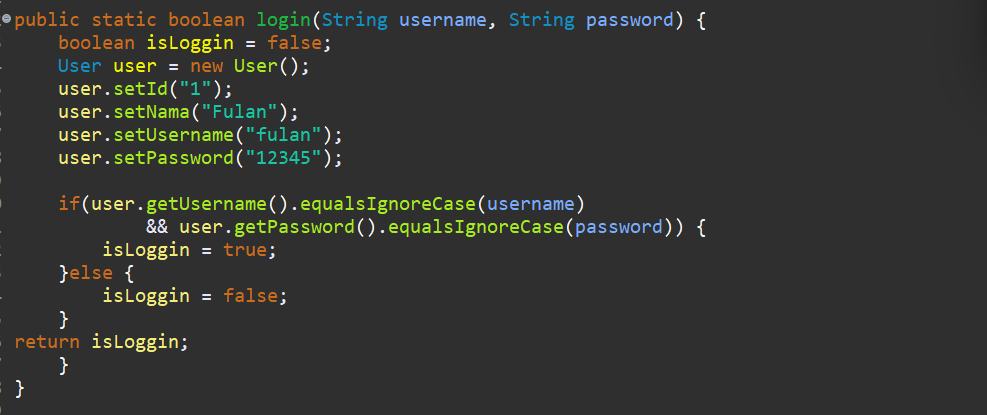 public static boolean login(String username, String password) {
    boolean isLoggin = false;
    User user = new User();
    user.setId("1");
    user.setNama("Fulan");
    user.setUsername("fulan");
    user.setPassword("12345");
    if(user.getUsername().equalsIgnoreCase(username)
            && user.getPassword().equalsIgnoreCase(password)) {
        isLoggin = true;
    }else {
        isLoggin = false;
    }
return isLoggin;
    }
}